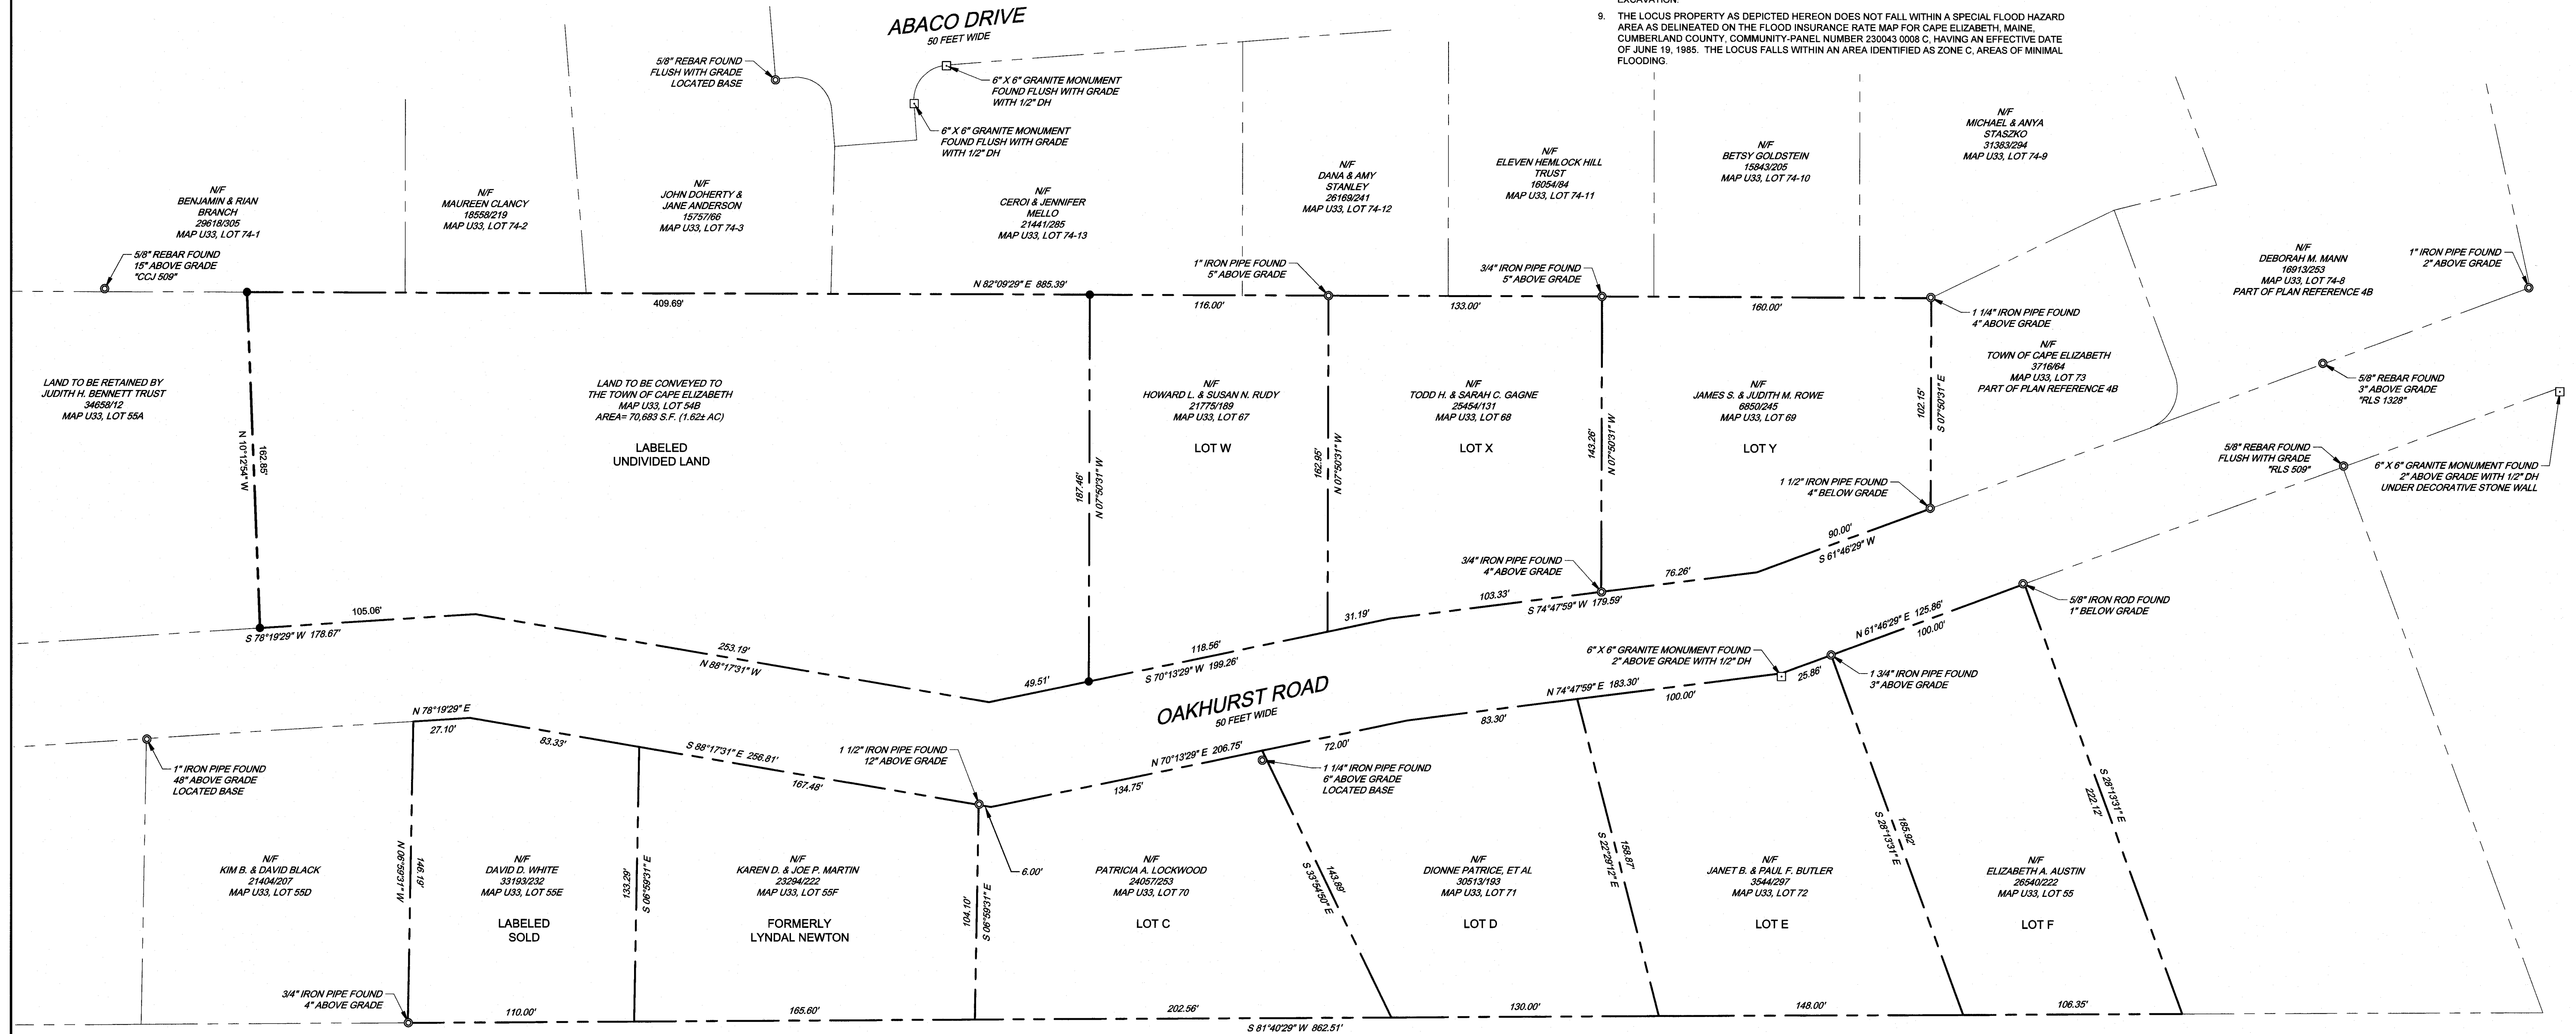 EXCAVATION.
9. THE LOCUS PROPERTY AS DEPICTED HEREON DOES NOT FALL WITHIN A SPECIAL FLOOD HAZARD
AREA AS DELINEATED ON THE FLOOD INSURANCE RATE MAP FOR CAPE ELIZABETH, MAINE,
CUMBERLAND COUNTY, COMMUNITY-PANEL NUMBER 230043 0008 C, HAVING AN EFFECTIVE DATE
OF JUNE 19, 1985. THE LOCUS FALLS WITHIN AN AREA IDENTIFIED AS ZONE C, AREAS OF MINIMAL
FLOODING.
ABACO DRIVE
50 FEET WIDE
5/8" REBAR FOUND
FLUSH WITH GRADE
LOCATED BASE
6" X 6" GRANITE MONUMENT
FOUND FLUSH WITH GRADE
WITH 1/2" DH
6" X 6" GRANITE MONUMENT
FOUND FLUSH WITH GRADE
WITH 1/2" DH
N/F
BENJAMIN & RIAN
BRANCH
29618/305
MAP U33, LOT 74-1
N/F
MAUREEN CLANCY
18558/219
MAP U33, LOT 74-2
N/F
JOHN DOHERTY &
JANE ANDERSON
15757/66
MAP U33, LOT 74-3
N/F
CEROI & JENNIFER
MELLO
21441/285
MAP U33, LOT 74-13
N/F
DANA & AMY
STANLEY
26169/241
MAP U33, LOT 74-12
N/F
ELEVEN HEMLOCK HILL
TRUST
16054/84
MAP U33, LOT 74-11
N/F
BETSY GOLDSTEIN
15843/205
MAP U33, LOT 74-10
N/F
MICHAEL & ANYA
STASZKO
31383/294
MAP U33, LOT 74-9
N/F
DEBORAH M. MANN
16913/253
MAP U33, LOT 74-8
PART OF PLAN REFERENCE 4B
1" IRON PIPE FOUND
2" ABOVE GRADE
5/8" REBAR FOUND
15" ABOVE GRADE
"CCJ 509"
1" IRON PIPE FOUND
5" ABOVE GRADE
3/4" IRON PIPE FOUND
5" ABOVE GRADE
1 1/4" IRON PIPE FOUND
4" ABOVE GRADE
N 82°09'29" E 885.39'
409.69'
116.00'
133.00'
160.00'
LAND TO BE RETAINED BY
JUDITH H. BENNETT TRUST
34658/12
MAP U33, LOT 55A
162.85'
N 10°12'54" W
LAND TO BE CONVEYED TO
THE TOWN OF CAPE ELIZABETH
MAP U33, LOT 54B
AREA= 70,683 S.F. (1.62± AC)
LABELED
UNDIVIDED LAND
187.46'
N 07°50'31" W
N/F
HOWARD L. & SUSAN N. RUDY
21775/189
MAP U33, LOT 67
LOT W
162.95'
N 07°50'31" W
N/F
TODD H. & SARAH C. GAGNE
25454/131
MAP U33, LOT 68
LOT X
143.26'
N 07°50'31" W
N/F
JAMES S. & JUDITH M. ROWE
6850/245
MAP U33, LOT 69
LOT Y
102.15'
S 07°50'31" E
N/F
TOWN OF CAPE ELIZABETH
3716/64
MAP U33, LOT 73
PART OF PLAN REFERENCE 4B
5/8" REBAR FOUND
3" ABOVE GRADE
"RLS 1328"
5/8" REBAR FOUND
FLUSH WITH GRADE
"RLS 509"
6" X 6" GRANITE MONUMENT FOUND
2" ABOVE GRADE WITH 1/2" DH
UNDER DECORATIVE STONE WALL
1 1/2" IRON PIPE FOUND
4" BELOW GRADE
3/4" IRON PIPE FOUND
4" ABOVE GRADE
105.06'
S 78°19'29" W 178.67'
253.19'
N 88°17'31" W
49.51'
118.56'
S 70°13'29" W 199.26'
31.19'
103.33'
S 74°47'59" W 179.59'
76.26'
90.00'
S 61°46'29" W
OAKHURST ROAD
50 FEET WIDE
5/8" IRON ROD FOUND
1" BELOW GRADE
6" X 6" GRANITE MONUMENT FOUND
2" ABOVE GRADE WITH 1/2" DH
1 3/4" IRON PIPE FOUND
3" ABOVE GRADE
N 61°46'29" E 125.86'
100.00'
25.86'
N 74°47'59" E 183.30'
100.00'
83.30'
72.00'
N 70°13'29" E 206.75'
134.75'
1 1/4" IRON PIPE FOUND
6" ABOVE GRADE
LOCATED BASE
1 1/2" IRON PIPE FOUND
12" ABOVE GRADE
6.00'
N 78°19'29" E
27.10'
83.33'
S 88°17'31" E 256.81'
167.48'
1" IRON PIPE FOUND
48" ABOVE GRADE
LOCATED BASE
N/F
KIM B. & DAVID BLACK
21404/207
MAP U33, LOT 55D
146.19'
N 06°59'31" W
N/F
DAVID D. WHITE
33193/232
MAP U33, LOT 55E
LABELED
SOLD
133.29'
S 06°59'31" E
N/F
KAREN D. & JOE P. MARTIN
23294/222
MAP U33, LOT 55F
FORMERLY
LYNDAL NEWTON
104.10'
S 06°59'31" E
N/F
PATRICIA A. LOCKWOOD
24057/253
MAP U33, LOT 70
LOT C
143.89'
S 33°54'50" E
N/F
DIONNE PATRICE, ET AL
30513/193
MAP U33, LOT 71
LOT D
158.87'
S 22°29'12" E
N/F
JANET B. & PAUL F. BUTLER
3544/297
MAP U33, LOT 72
LOT E
185.92'
S 28°13'31" E
N/F
ELIZABETH A. AUSTIN
26540/222
MAP U33, LOT 55
LOT F
S 28°13'31" E
222.12'
3/4" IRON PIPE FOUND
4" ABOVE GRADE
110.00'
165.60'
202.56'
130.00'
148.00'
106.35'
S 81°40'29" W 862.51'